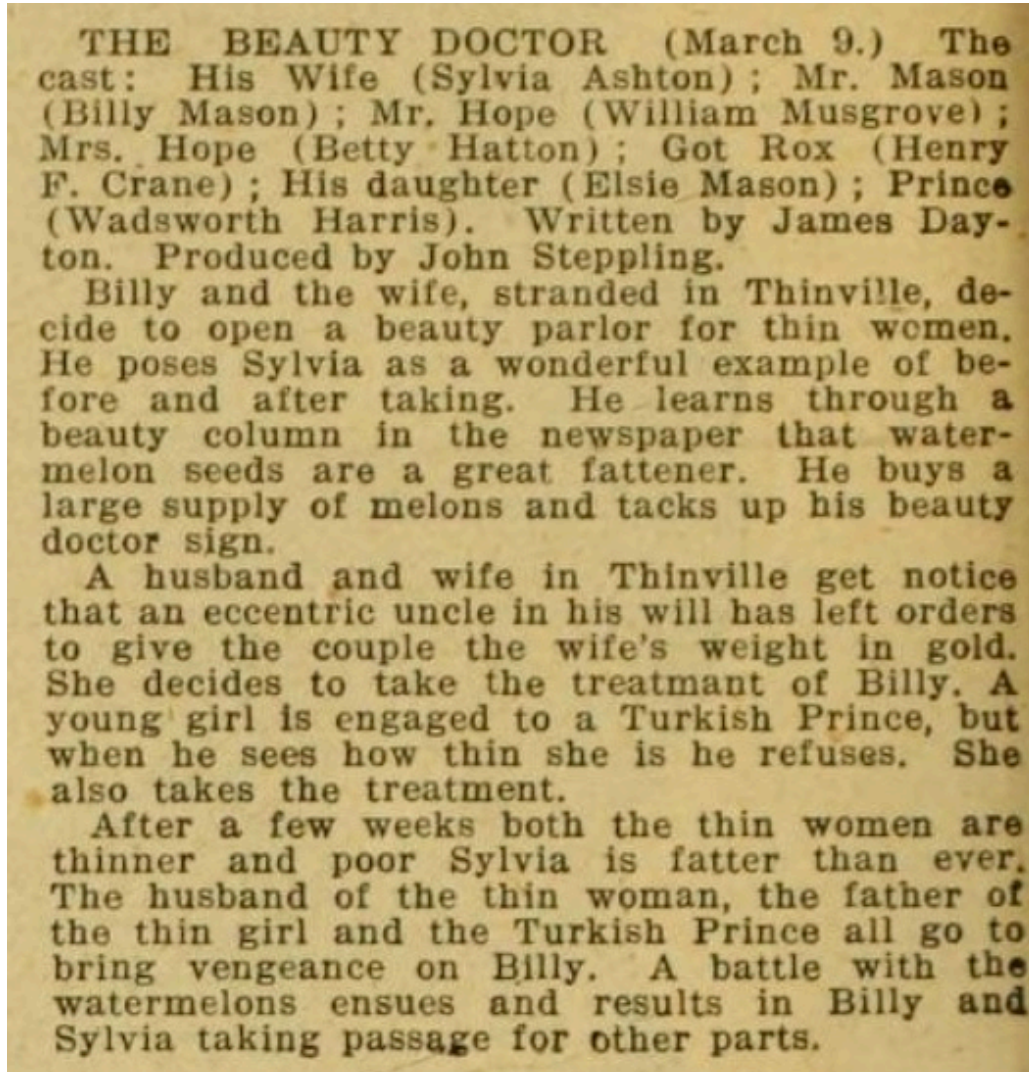 THE BEAUTY DOCTOR (March 9.) The
cast: His Wife (Sylvia Ashton); Mr. Mason
(Billy Mason); Mr. Hope (William Musgrove);
Mrs. Hope (Betty Hatton); Got Rox (Henry
F. Crane); His daughter (Elsie Mason); Prince
(Wadsworth Harris). Written by James Day-
ton. Produced by John Steppling.
Billy and the wife, stranded in Thinville, de-
cide to open a beauty parlor for thin women.
He poses Sylvia as a wonderful example of be-
fore and after taking. He learns through a
beauty column in the newspaper that water-
melon seeds are a great fattener. He buys a
large supply of melons and tacks up his beauty
doctor sign.
A husband and wife in Thinville get notice
that an eccentric uncle in his will has left orders
to give the couple the wife's weight in gold.
She decides to take the treatmant of Billy. A
young girl is engaged to a Turkish Prince, but
when he sees how thin she is he refuses. She
also takes the treatment.
After a few weeks both the thin women are
thinner and poor Sylvia is fatter than ever.
The husband of the thin woman, the father of
the thin girl and the Turkish Prince all go to
bring vengeance on Billy. A battle with the
watermelons ensues and results in Billy and
Sylvia taking passage for other parts.